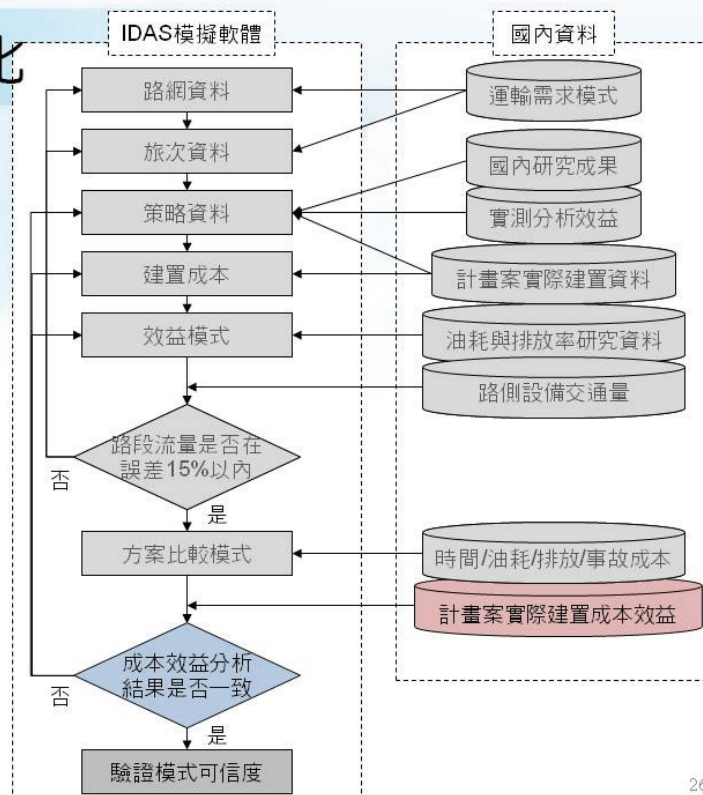 化
IDAS模擬軟體
路網資料
旅次資料
策略資料
建置成本
效益模式
路段流量是否在
誤差15%以內
否
是
方案比較模式
成本效益分析
結果是否一致
否
是
驗證模式可信度
國內資料
運輸需求模式
國內研究成果
實測分析效益
計畫案實際建置資料
油耗與排放率研究資料
路側設備交通量
時間/油耗/排放/事故成本
計畫案實際建置成本效益
26